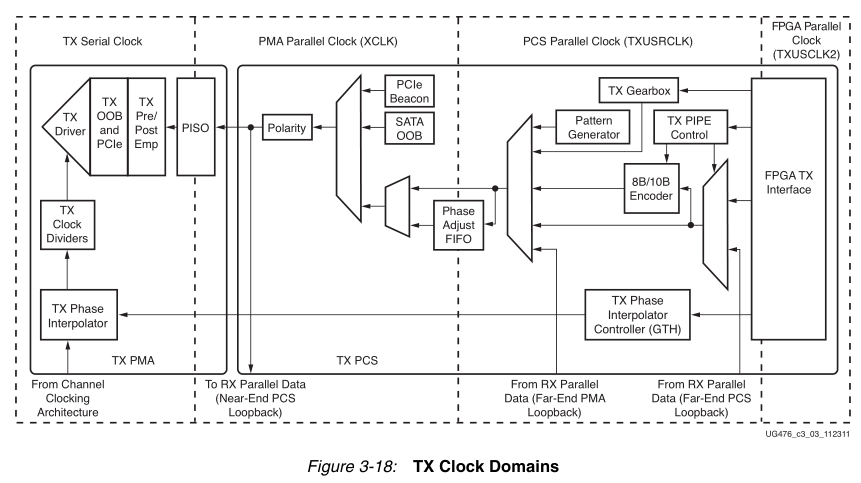 TX Serial Clock
PMA Parallel Clock (XCLK)
PCS Parallel Clock (TXUSRCLK)
FPGA Parallel
Clock
(TXUSCLK2)
TX
Driver
TX
OOB
and
PCIe
TX
Pre/
Post
Emp
PISO
Polarity
PCIe
Beacon
SATA
OOB
TX Gearbox
Pattern
Generator
TX PIPE
Control
8B/10B
Encoder
FPGA TX
Interface
Phase
Adjust
FIFO
TX
Clock
Dividers
TX Phase
Interpolator
TX Phase
Interpolator
Controller (GTH)
TX PMA
TX PCS
From Channel
Clocking
Architecture
To RX Parallel Data
(Near-End PCS
Loopback)
From RX Parallel
Data (Far-End PMA
Loopback)
From RX Parallel
Data (Far-End PCS
Loopback)
UG476_c3_03_112311
Figure 3-18: TX Clock Domains